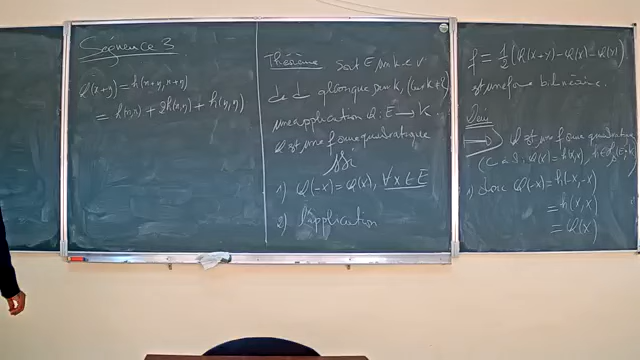 Séquence 3
Q(x+y) = h(x+y, x+y)
= h(x,x) + 2h(x,y) + h(y,y)
Théorème Soit E un k e v
de d quelconque sur k, (car k ≠ 2)
une application Q: E → K.
Q est une forme quadratique
ssi
1) Q(-x) = Q(x), ∀ x ∈ E
2) l'application
f = 1/2 (Q(x+y) - Q(x) - Q(y))
est une forme bilinéaire.
Q est une forme quadratique
(c à d: Q(x) = h(x,x),
1) donc Q(-x) = h(-x,-x)
= h(x,x)
= Q(x)